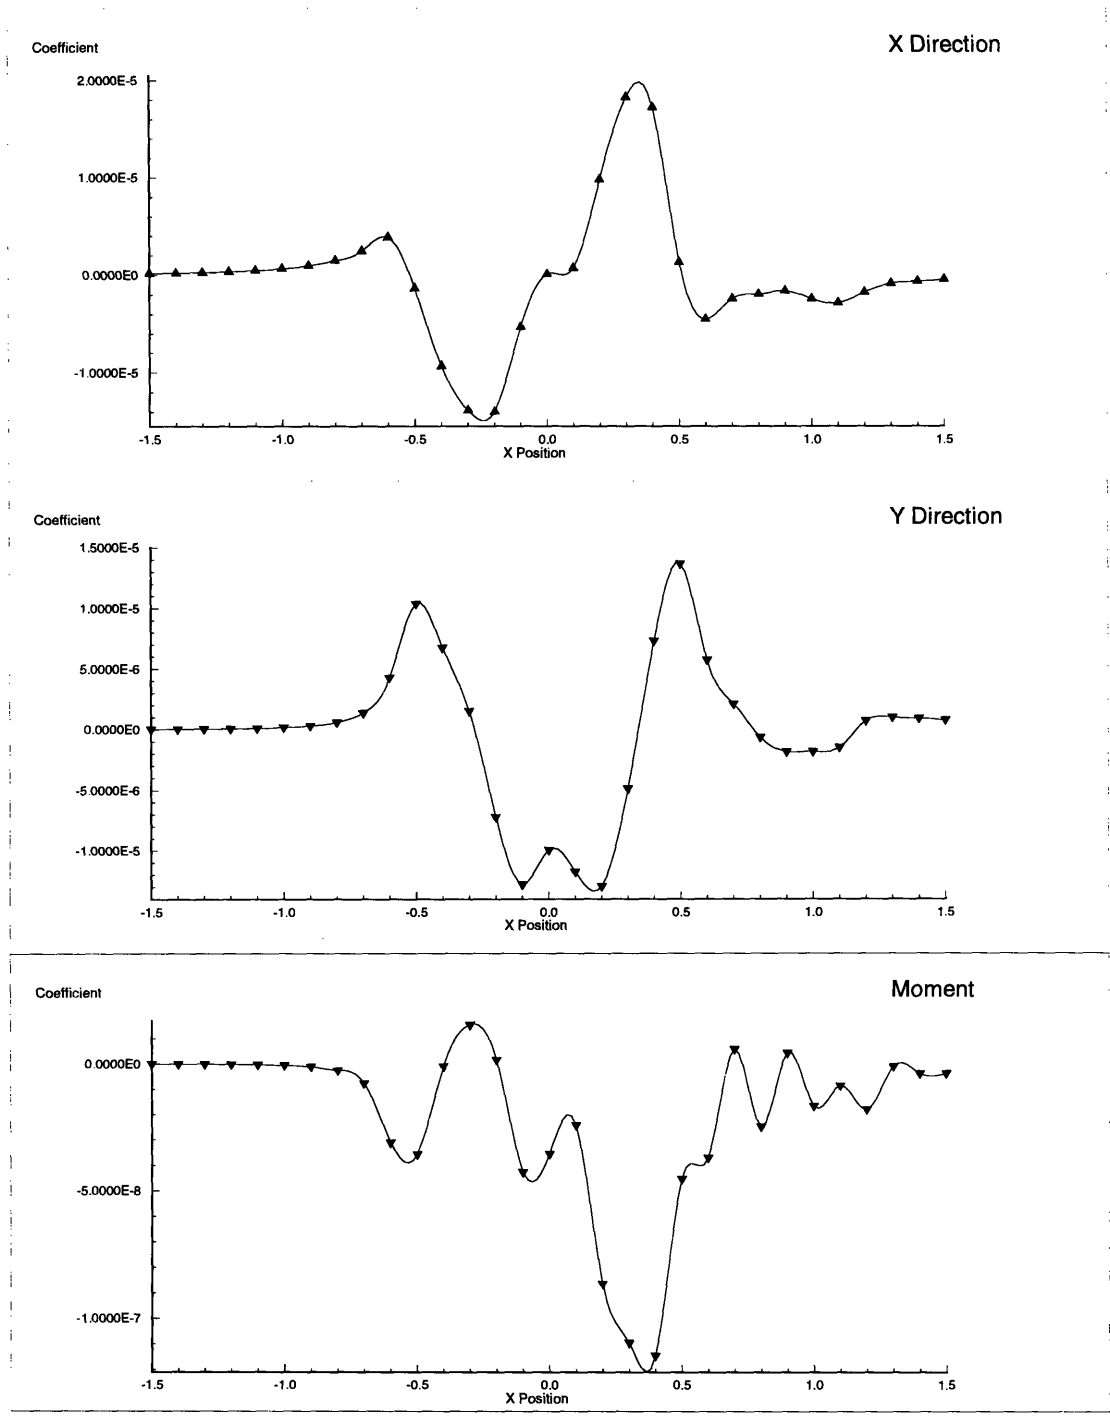 X Direction
Coefficient
2.0000E-5
1.0000E-5
0.0000E0
-1.0000E-5
-1.5 -1.0 -0.5 0.0 0.5 1.0 1.5
X Position
Y Direction
Coefficient
1.5000E-5
1.0000E-5
5.0000E-6
0.0000E0
-5.0000E-6
-1.0000E-5
-1.5 -1.0 -0.5 0.0 0.5 1.0 1.5
X Position
Moment
Coefficient
0.0000E0
-5.0000E-8
-1.0000E-7
-1.5 -1.0 -0.5 0.0 0.5 1.0 1.5
X Position